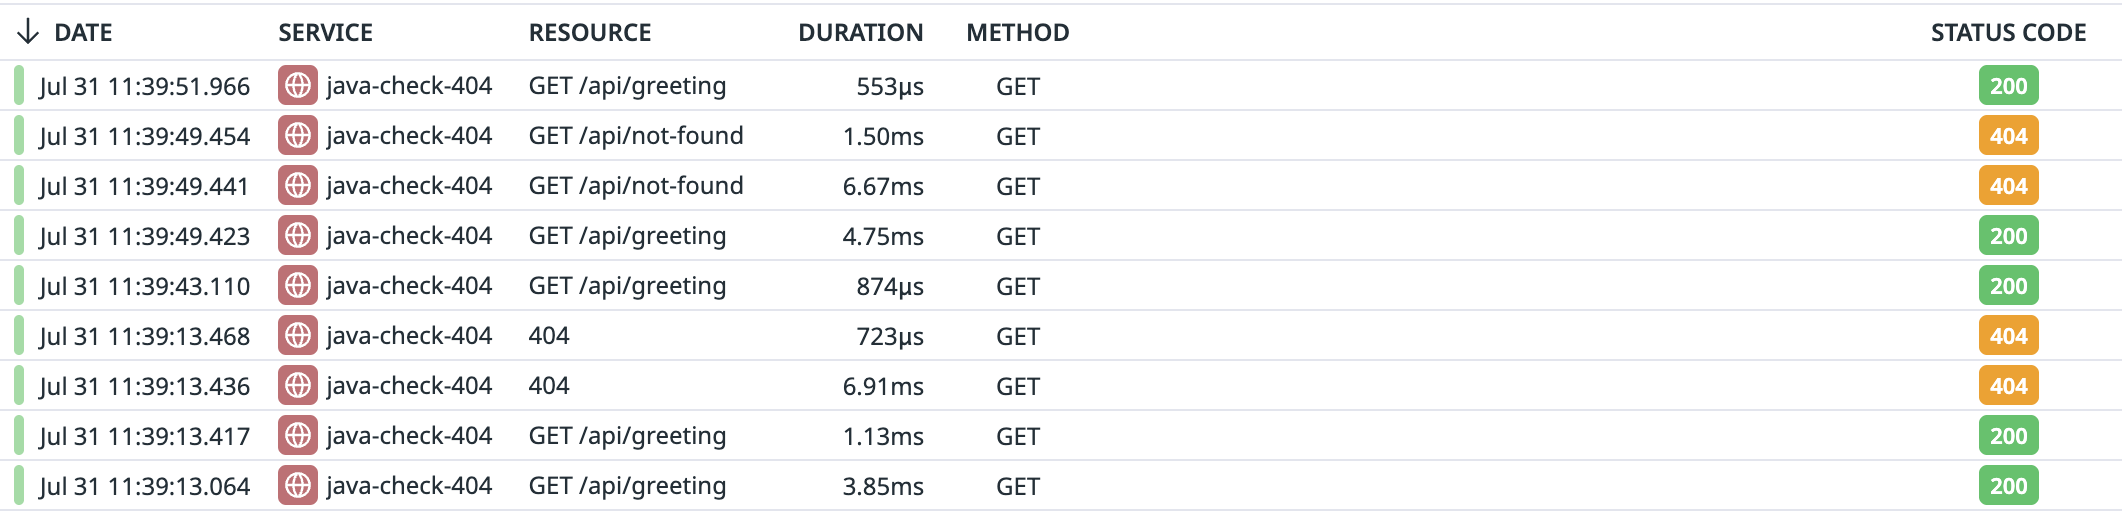 ↓ DATE SERVICE RESOURCE DURATION METHOD STATUS CODE
Jul 31 11:39:51.966 java-check-404 GET /api/greeting 553µs GET 200
Jul 31 11:39:49.454 java-check-404 GET /api/not-found 1.50ms GET 404
Jul 31 11:39:49.441 java-check-404 GET /api/not-found 6.67ms GET 404
Jul 31 11:39:49.423 java-check-404 GET /api/greeting 4.75ms GET 200
Jul 31 11:39:43.110 java-check-404 GET /api/greeting 874µs GET 200
Jul 31 11:39:13.468 java-check-404 404 723µs GET 404
Jul 31 11:39:13.436 java-check-404 404 6.91ms GET 404
Jul 31 11:39:13.417 java-check-404 GET /api/greeting 1.13ms GET 200
Jul 31 11:39:13.064 java-check-404 GET /api/greeting 3.85ms GET 200